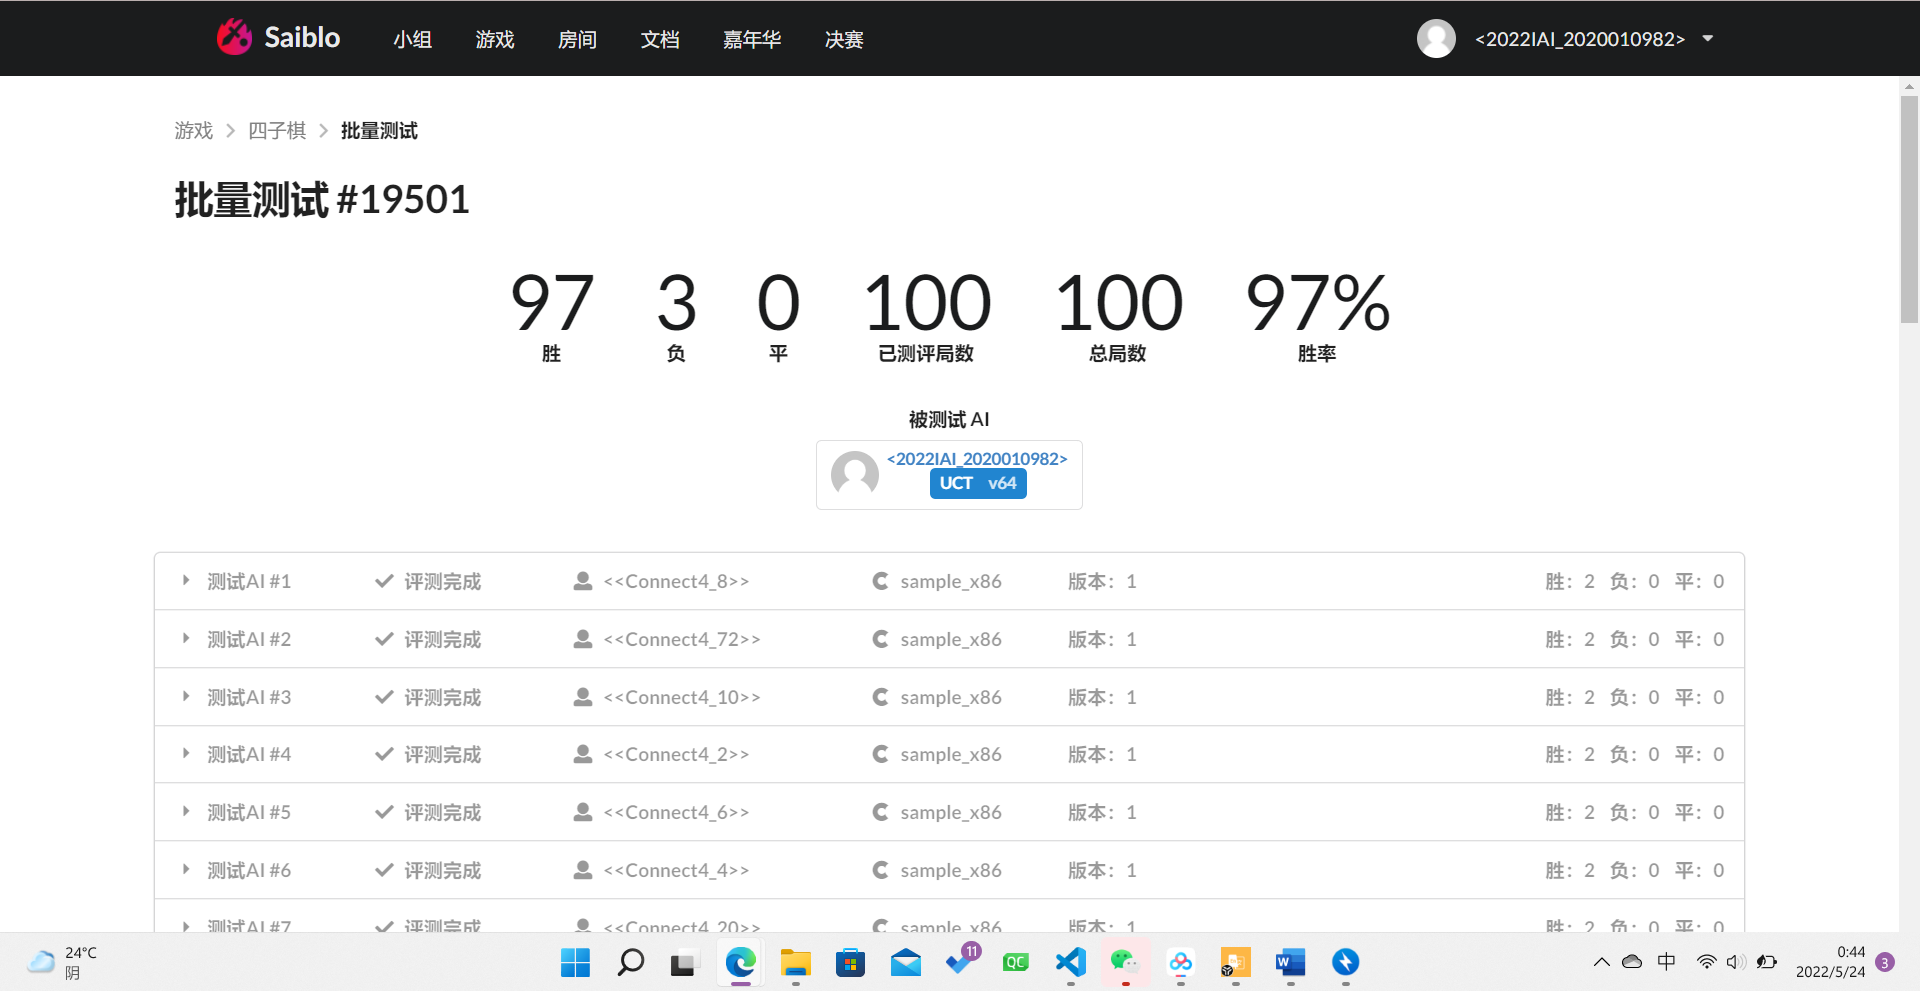 Saiblo 小组 游戏 房间 文档 嘉年华 决赛 <2022IAI_2020010982>
游戏 四子棋 批量测试
批量测试 #19501
97 3 0 100 100 97%
胜 负 平 已测评局数 总局数 胜率
被测试 AI
<2022IAI_2020010982>
UCT v64
测试AI #1 评测完成 <<Connect4_8>> sample_x86 版本：1 胜：2 负：0 平：0
测试AI #2 评测完成 <<Connect4_72>> sample_x86 版本：1 胜：2 负：0 平：0
测试AI #3 评测完成 <<Connect4_10>> sample_x86 版本：1 胜：2 负：0 平：0
测试AI #4 评测完成 <<Connect4_2>> sample_x86 版本：1 胜：2 负：0 平：0
测试AI #5 评测完成 <<Connect4_6>> sample_x86 版本：1 胜：2 负：0 平：0
测试AI #6 评测完成 <<Connect4_4>> sample_x86 版本：1 胜：2 负：0 平：0
测试AI #7 评测完成 <<Connect4_20>> sample_x86 版本：1 胜：2 负：0 平：0
24°C
阴
11
QC
W
中
0:44
2022/5/24
3